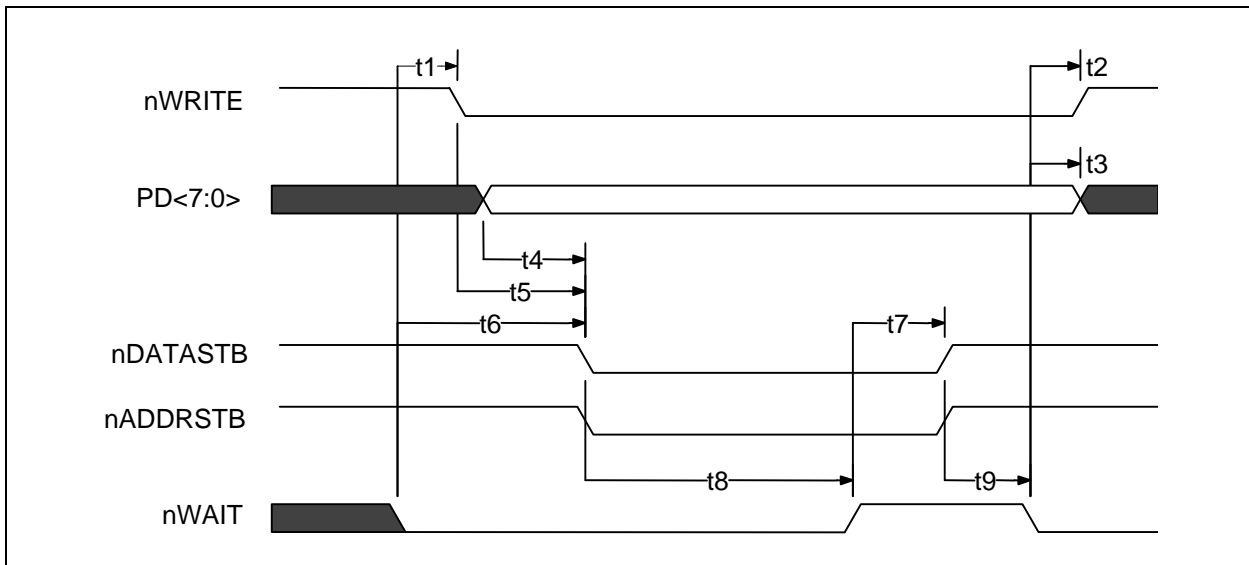 t1
t2
nWRITE
t3
PD<7:0>
t4
t5
t6
t7
nDATASTB
nADDRSTB
t8
t9
nWAIT